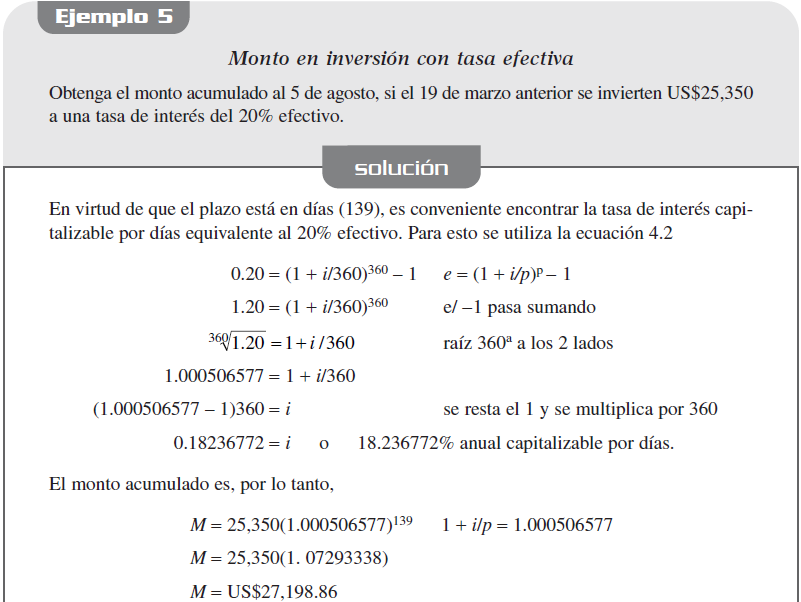 Ejemplo 5
Monto en inversión con tasa efectiva
Obtenga el monto acumulado al 5 de agosto, si el 19 de marzo anterior se invierten US$25,350
a una tasa de interés del 20% efectivo.
solución
En virtud de que el plazo está en días (139), es conveniente encontrar la tasa de interés capi-
talizable por días equivalente al 20% efectivo. Para esto se utiliza la ecuación 4.2
0.20 = (1 + i/360)³⁶⁰ – 1 e = (1 + i/p)ᵖ – 1
1.20 = (1 + i/360)³⁶⁰ e/ –1 pasa sumando
³⁶⁰√1.20 = 1 + i/360 raíz 360ª a los 2 lados
1.000506577 = 1 + i/360
(1.000506577 – 1)360 = i se resta el 1 y se multiplica por 360
0.18236772 = i o 18.236772% anual capitalizable por días.
El monto acumulado es, por lo tanto,
M = 25,350(1.000506577)¹³⁹ 1 + i/p = 1.000506577
M = 25,350(1. 07293338)
M = US$27,198.86